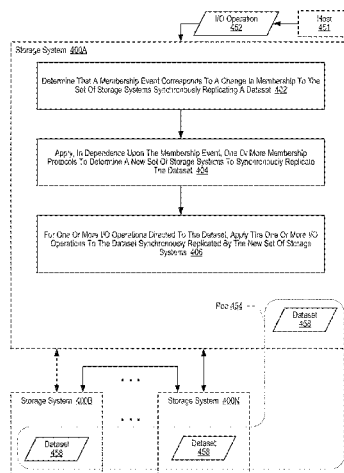 I/O Operation
452
Host
451
Storage System 400A
Determine That A Membership Event Corresponds To A Change In Membership To The
Set Of Storage Systems Synchronously Replicating A Dataset 402
Apply, In Dependence Upon The Membership Event, One Or More Membership
Protocols To Determine A New Set Of Storage Systems To Synchronously Replicate
The Dataset 404
For One Or More I/O Operations Directed To The Dataset, Apply The One Or More I/O
Operations To The Dataset Synchronously Replicated By The New Set Of Storage
Systems 406
Pod 454
Dataset
458
Storage System 400B
Dataset
458
Storage System 400N
Dataset
458